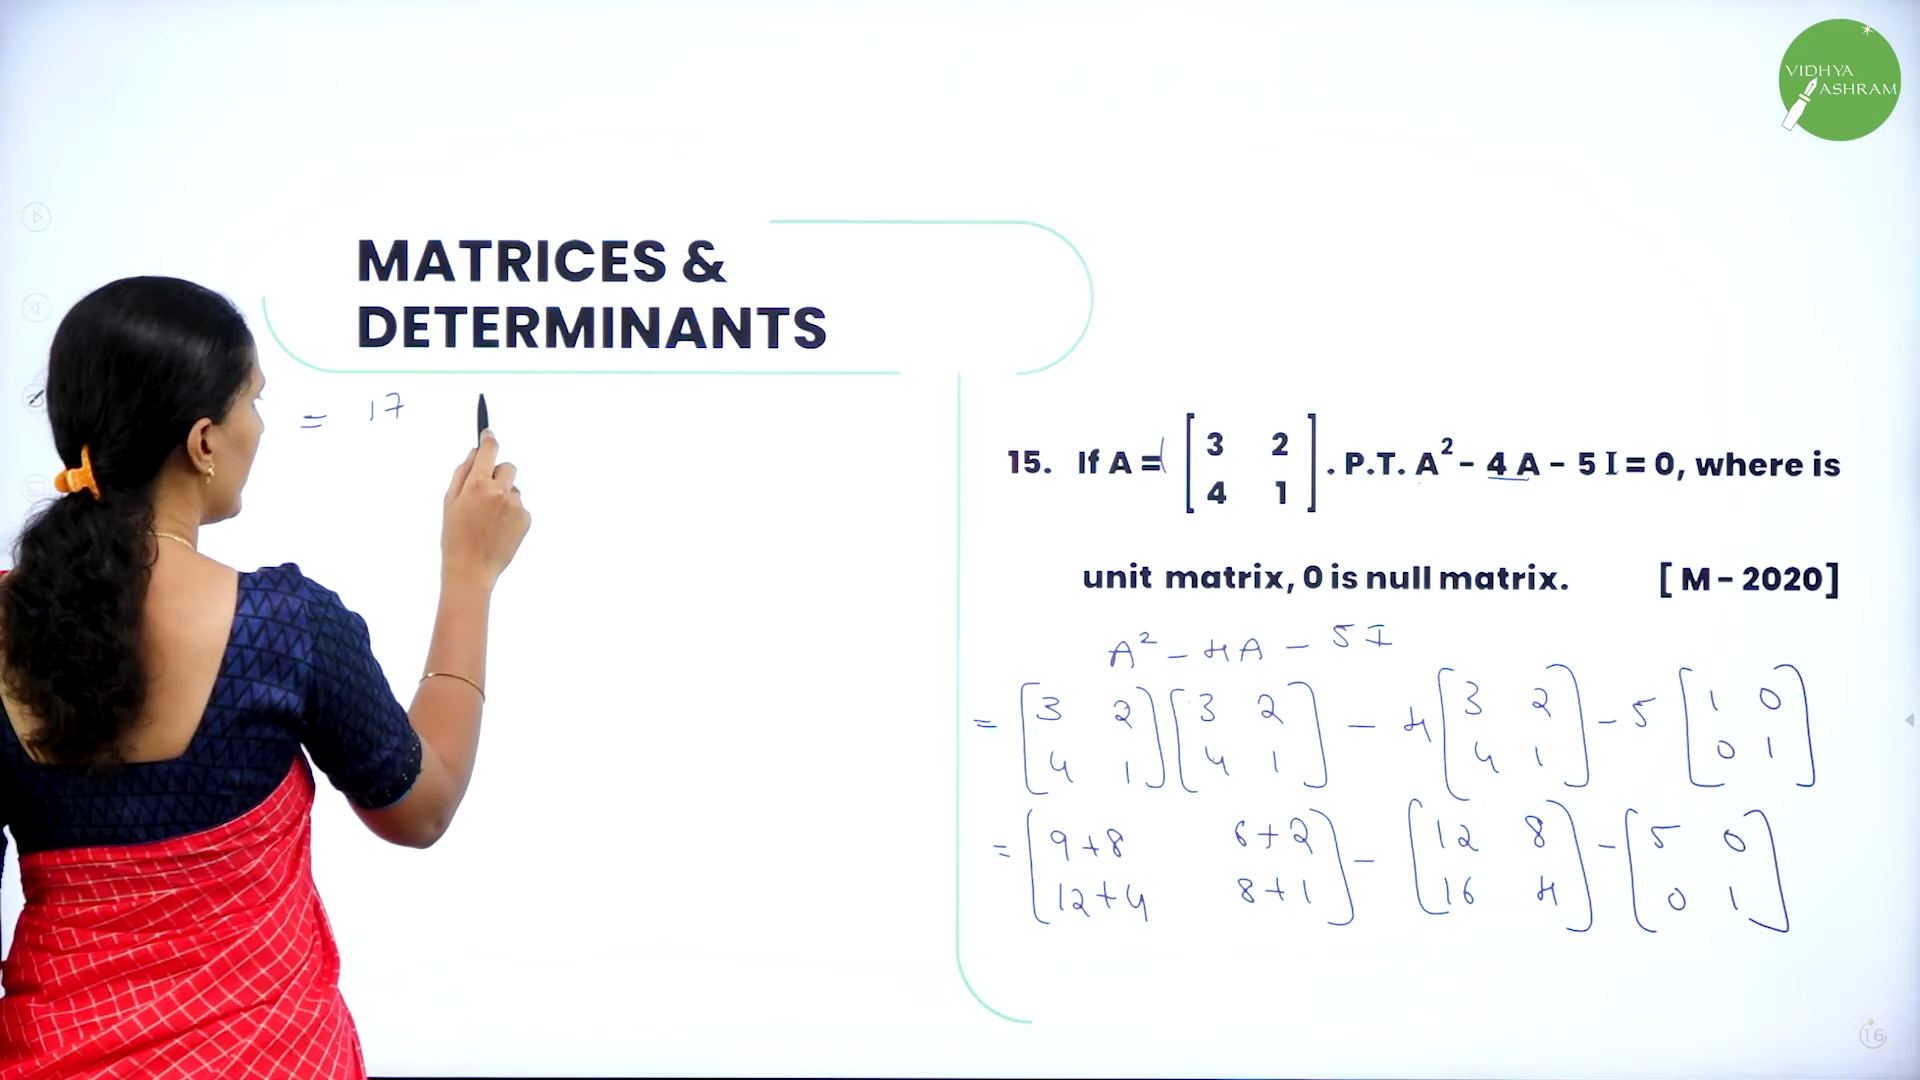 VIDHYA
ASHRAM
MATRICES &
DETERMINANTS
= 17
15. If A = [ 3 2 ] . P.T. A² - 4 A - 5 I = 0, where is
[ 4 1 ]
unit matrix, 0 is null matrix. [ M - 2020]
A² - 4A - 5I
= [ 3 2 ] [ 3 2 ] - 4 [ 3 2 ] - 5 [ 1 0 ]
[ 4 1 ] [ 4 1 ] [ 4 1 ] [ 0 1 ]
= [ 9+8 6+2 ] - [ 12 8 ] - [ 5 0 ]
[ 12+4 8+1 ] [ 16 4 ] [ 0 1 ]
16